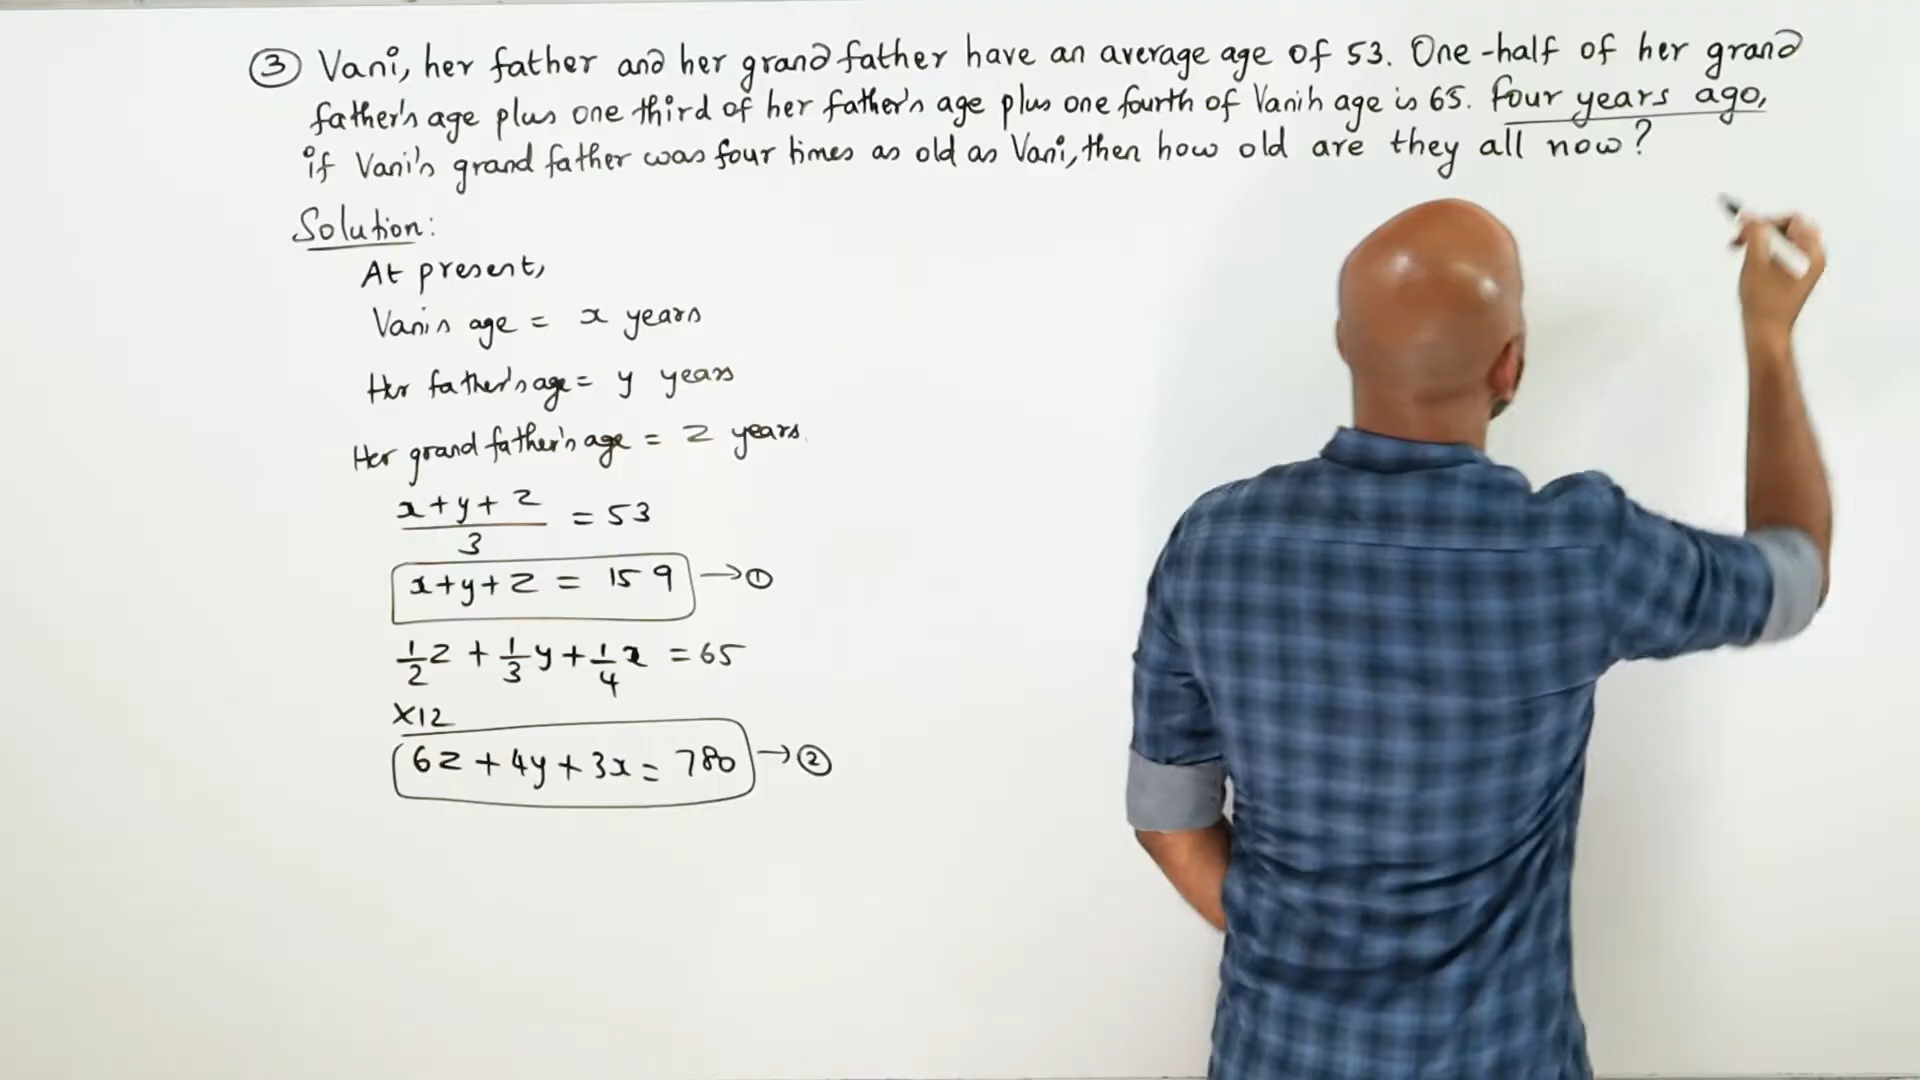 ③ Vani, her father and her grand father have an average age of 53. One-half of her grand
father's age plus one third of her father's age plus one fourth of Vani's age is 65. Four years ago,
if Vani's grand father was four times as old as Vani, then how old are they all now?
Solution:
At present,
Vani's age = x years
Her father's age = y years
Her grand father's age = z years.
x+y+z / 3 = 53
x+y+z = 159 → ①
1/2 z + 1/3 y + 1/4 x = 65
×12
6z + 4y + 3x = 780 → ②